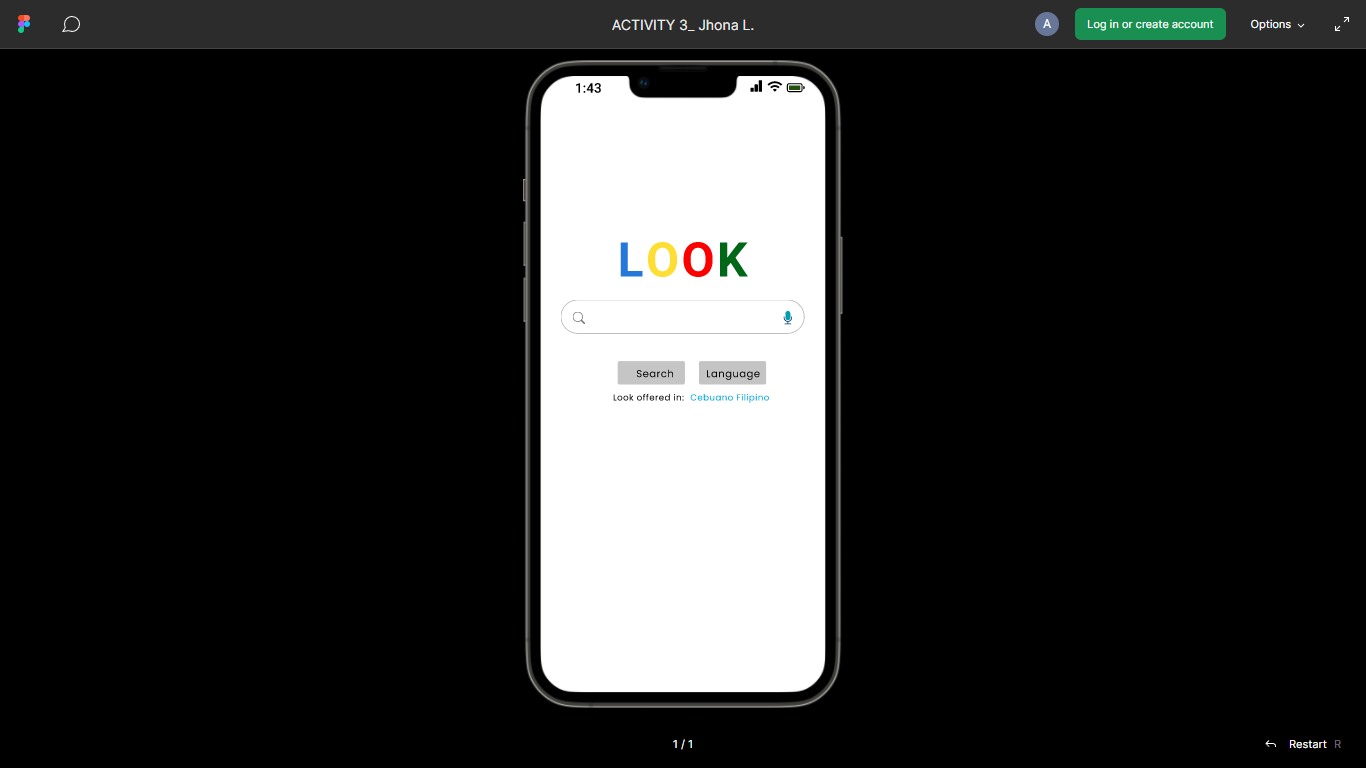 ACTIVITY 3_ Jhona L.
A
Log in or create account
Options
1:43
LOOK
Search
Language
Look offered in: Cebuano Filipino
1 / 1
Restart R